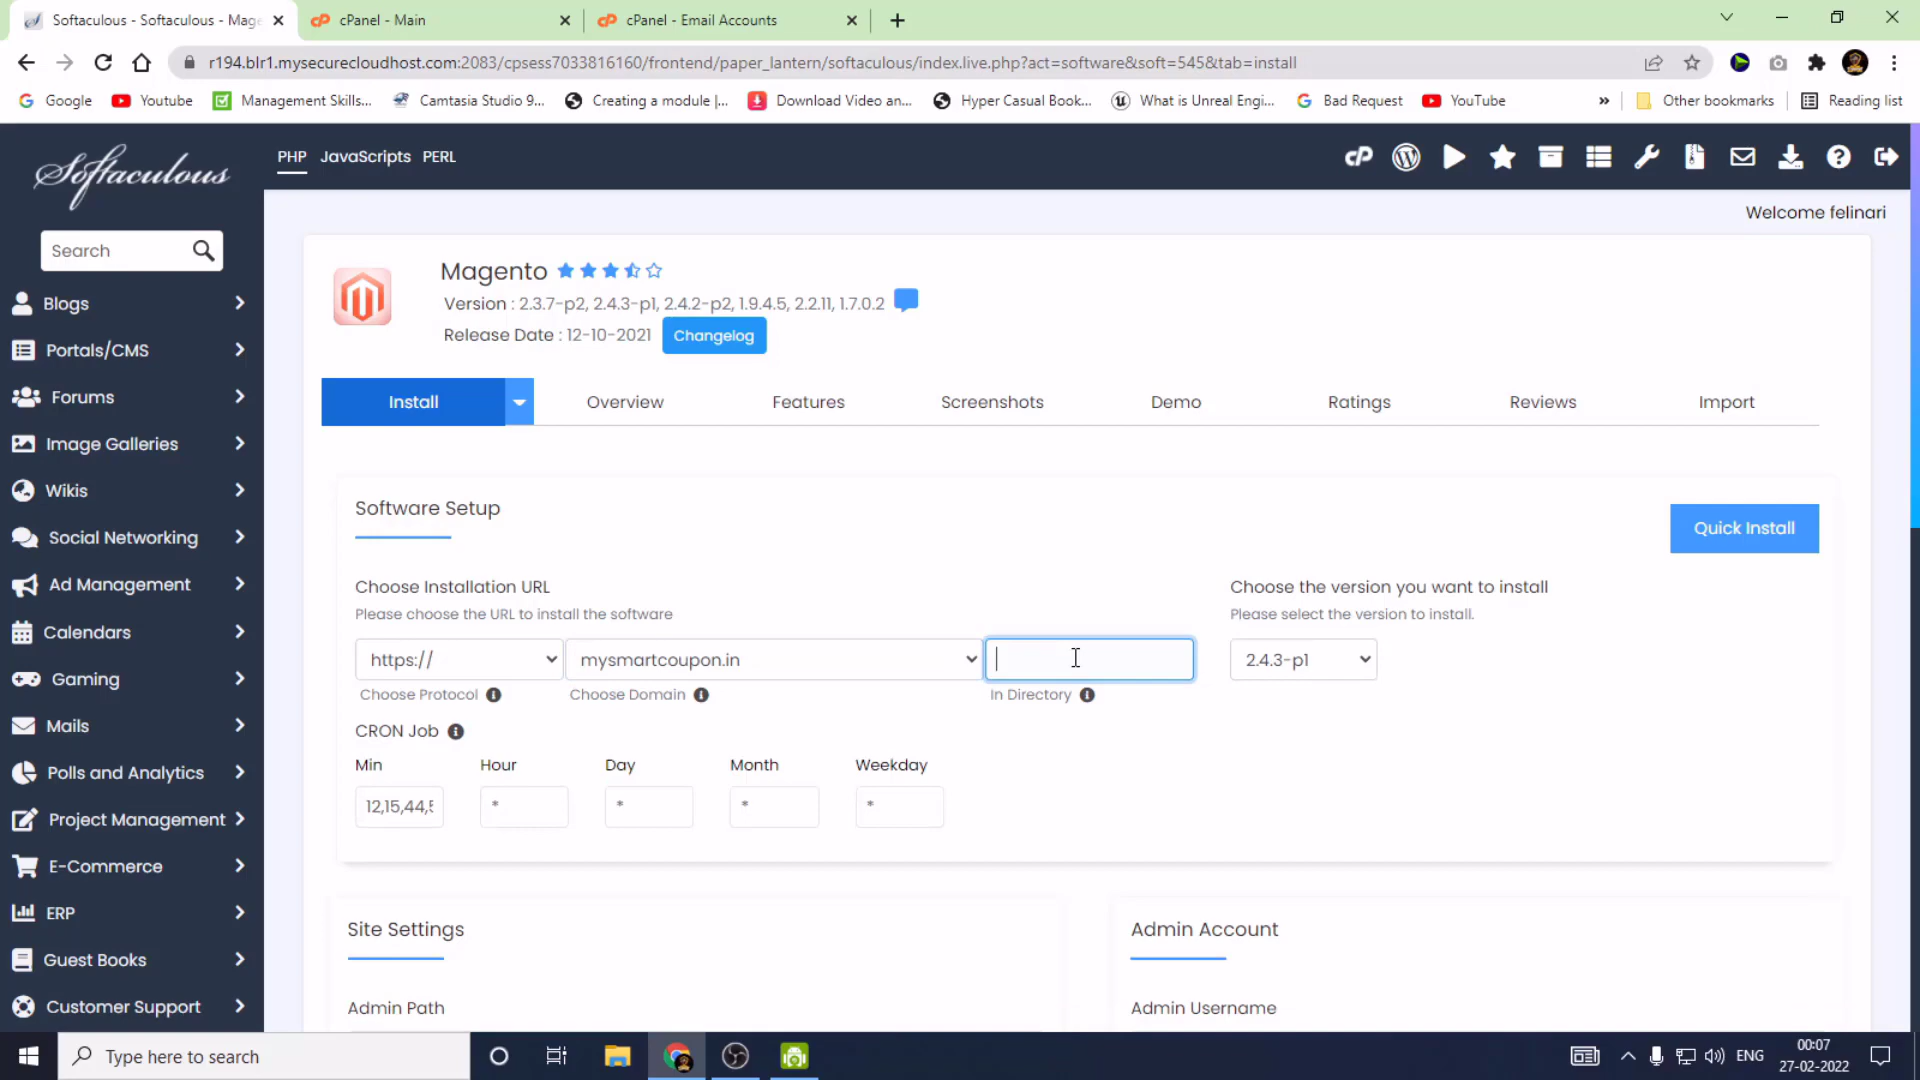 Softaculous - Softaculous - Mage
cPanel - Main
cPanel - Email Accounts
r194.blr1.mysecurecloudhost.com:2083/cpsess7033816160/frontend/paper_lantern/softaculous/index.live.php?act=software&soft=545&tab=install
Google
Youtube
Management Skills...
Camtasia Studio 9...
Creating a module |...
Download Video an...
Hyper Casual Book...
What is Unreal Engi...
Bad Request
YouTube
»
Other bookmarks
Reading list
Softaculous
PHP JavaScripts PERL
Welcome felinari
Search
Blogs
Portals/CMS
Forums
Image Galleries
Wikis
Social Networking
Ad Management
Calendars
Gaming
Mails
Polls and Analytics
Project Management
E-Commerce
ERP
Guest Books
Customer Support
Magento
Version : 2.3.7-p2, 2.4.3-p1, 2.4.2-p2, 1.9.4.5, 2.2.11, 1.7.0.2
Release Date : 12-10-2021 Changelog
Install
Overview
Features
Screenshots
Demo
Ratings
Reviews
Import
Software Setup
Quick Install
Choose Installation URL
Please choose the URL to install the software
https://
mysmartcoupon.in
Choose Protocol
Choose Domain
In Directory
Choose the version you want to install
Please select the version to install.
2.4.3-p1
CRON Job
Min Hour Day Month Weekday
12,15,44, * * * *
Site Settings
Admin Path
Admin Account
Admin Username
Type here to search
ENG
00:07
27-02-2022